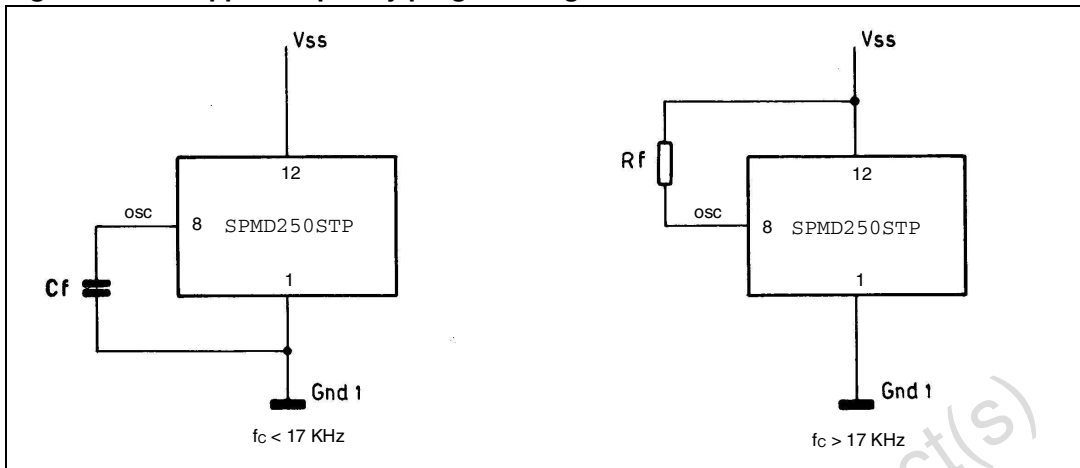 Vss
12
osc
8 SPMD250STP
1
Cf
Gnd 1
fc < 17 KHz
Vss
Rf
12
osc
8 SPMD250STP
1
Gnd 1
fc > 17 KHz